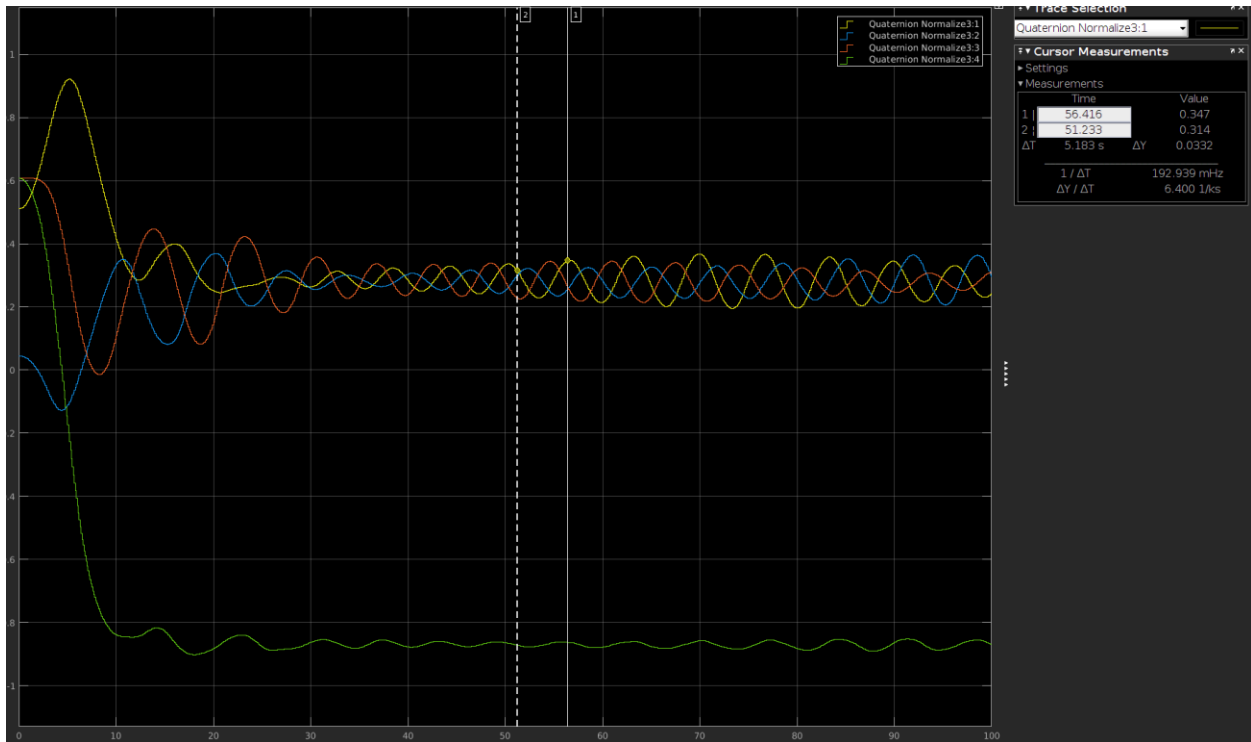 2 1
Quaternion Normalize3:1
Quaternion Normalize3:2
Quaternion Normalize3:3
Quaternion Normalize3:4
1
.8
.6
.4
.2
0
.2
.4
.6
.8
-1
0 10 20 30 40 50 60 70 80 90 100
Trace Selection
Quaternion Normalize3:1
Cursor Measurements
Settings
Measurements
Time Value
1 | 56.416 0.347
2 ¦ 51.233 0.314
ΔT 5.183 s ΔY 0.0332
1 / ΔT 192.939 mHz
ΔY / ΔT 6.400 1/ks